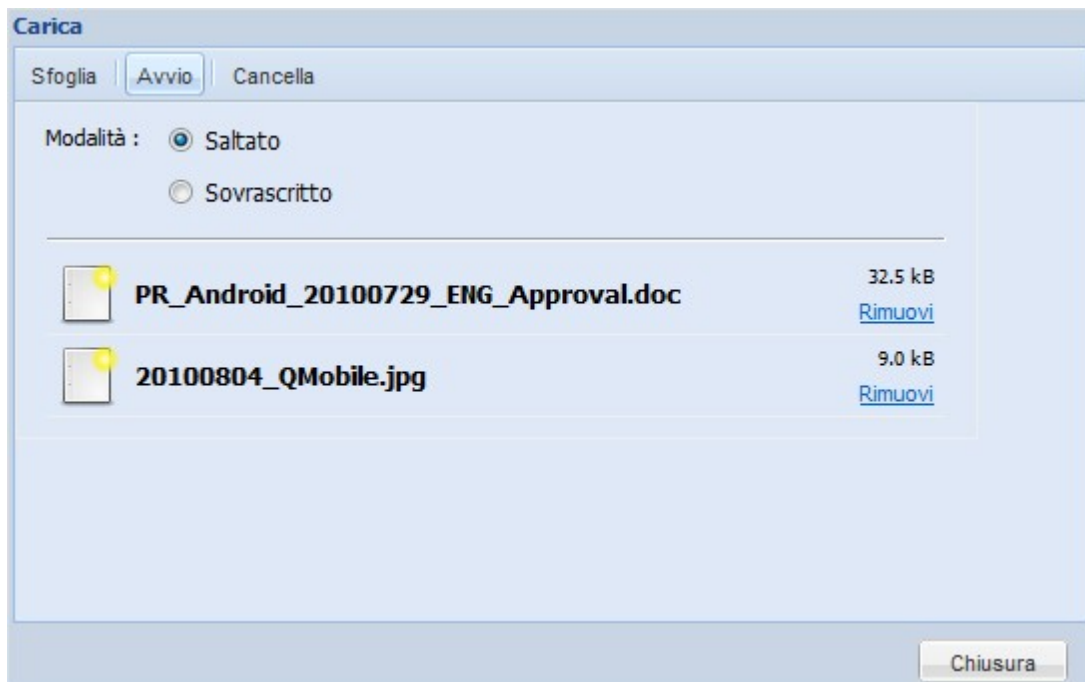 Carica
Sfoglia Avvio Cancella
Modalità : Saltato
Sovrascritto
PR_Android_20100729_ENG_Approval.doc 32.5 kB
Rimuovi
20100804_QMobile.jpg 9.0 kB
Rimuovi
Chiusura